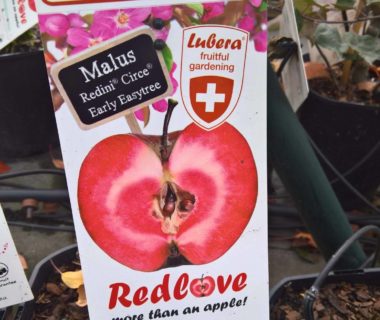 Malus
Redini® Circe®
Early Easytree
Lubera®
fruitful
gardening
Redlove
more than an apple!